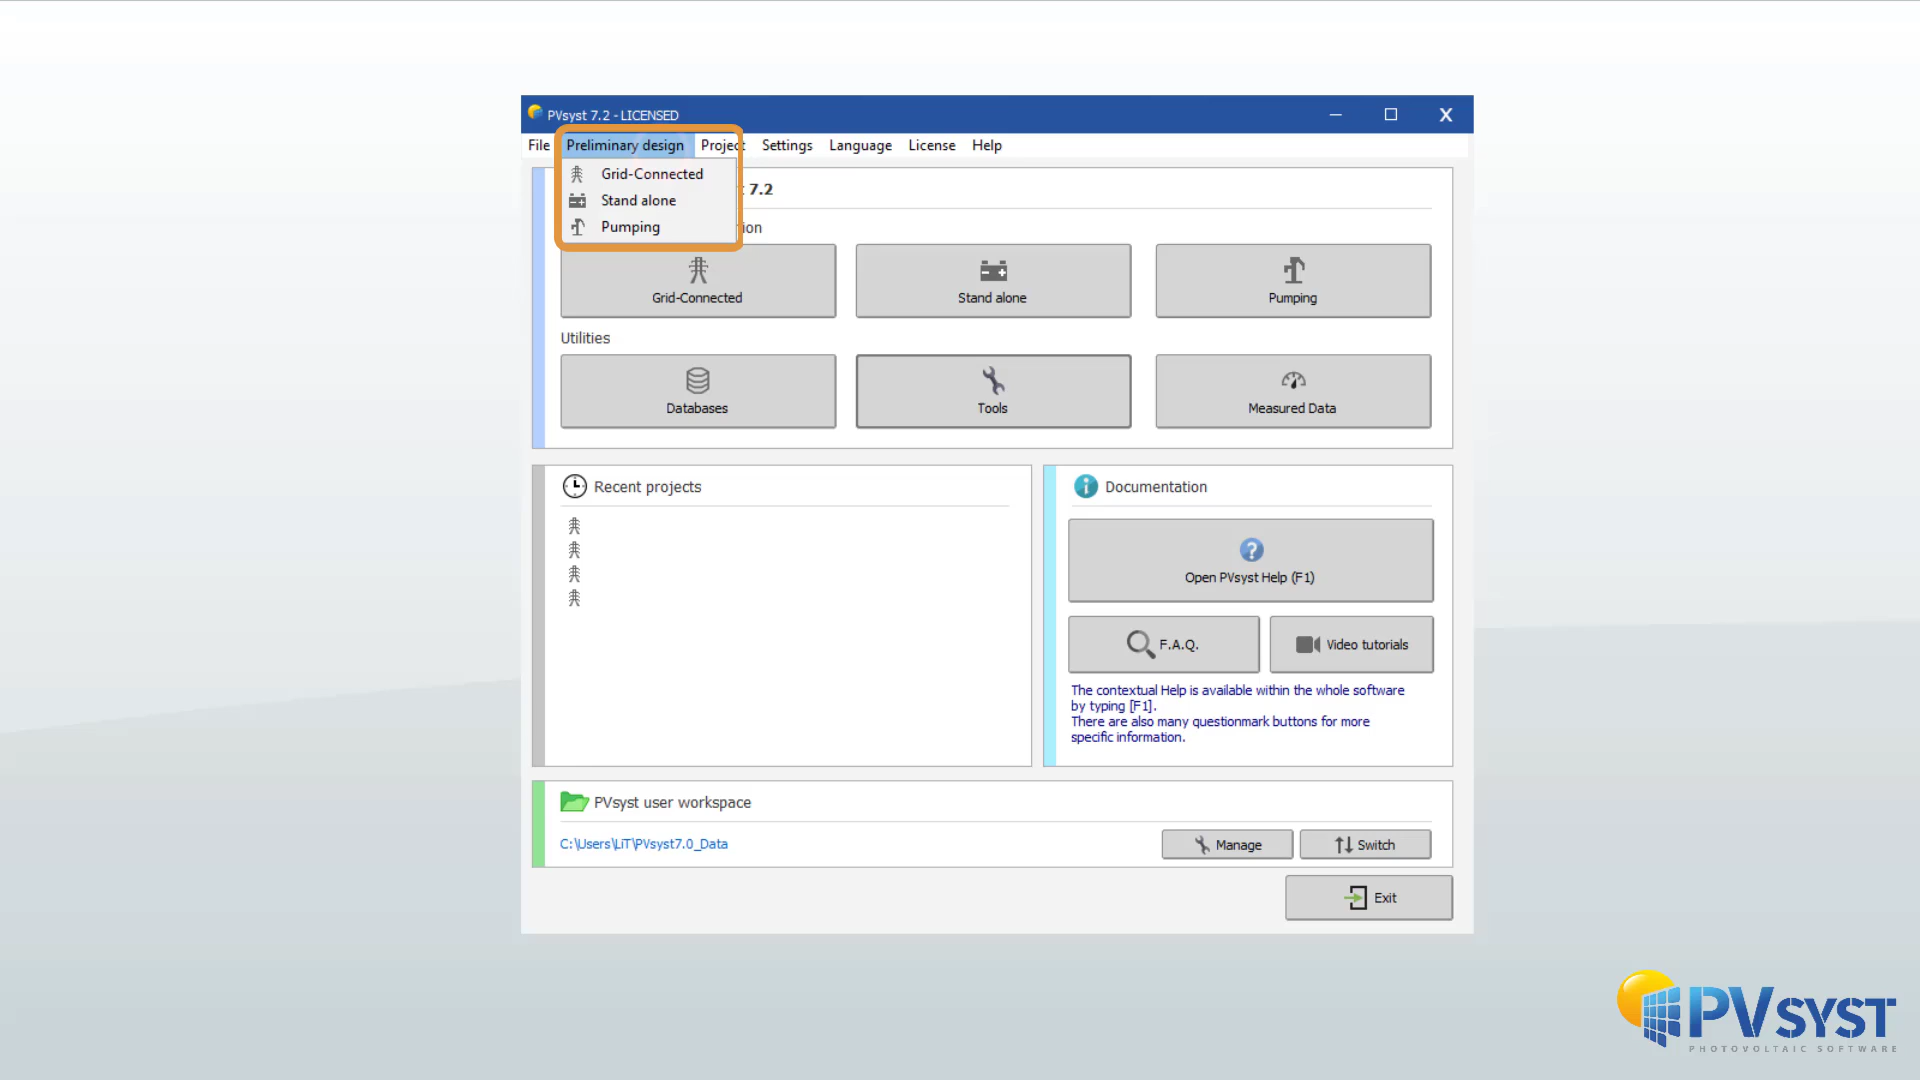 PVsyst 7.2 - LICENSED
File Preliminary design Project Settings Language License Help
Grid-Connected
Stand alone
Pumping
7.2
ion
Grid-Connected Stand alone Pumping
Utilities
Databases Tools Measured Data
Recent projects
Documentation
Open PVsyst Help (F1)
F.A.Q. Video tutorials
The contextual Help is available within the whole software
by typing [F1].
There are also many questionmark buttons for more
specific information.
PVsyst user workspace
C:\Users\LiT\PVsyst7.0_Data Manage Switch
Exit
PVSYST
PHOTOVOLTAIC SOFTWARE